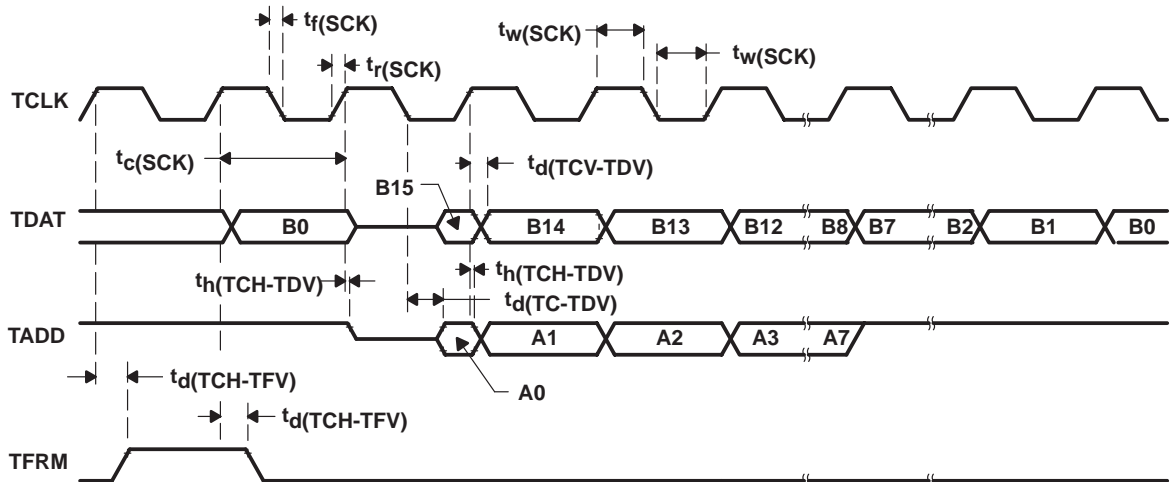 tf(SCK)
tw(SCK)
tw(SCK)
tr(SCK)
TCLK
tc(SCK)
td(TCV-TDV)
B15
TDAT
B0
B14
B13
B12
B8
B7
B2
B1
B0
th(TCH-TDV)
th(TCH-TDV)
td(TC-TDV)
TADD
A1
A2
A3
A7
td(TCH-TFV)
A0
td(TCH-TFV)
TFRM